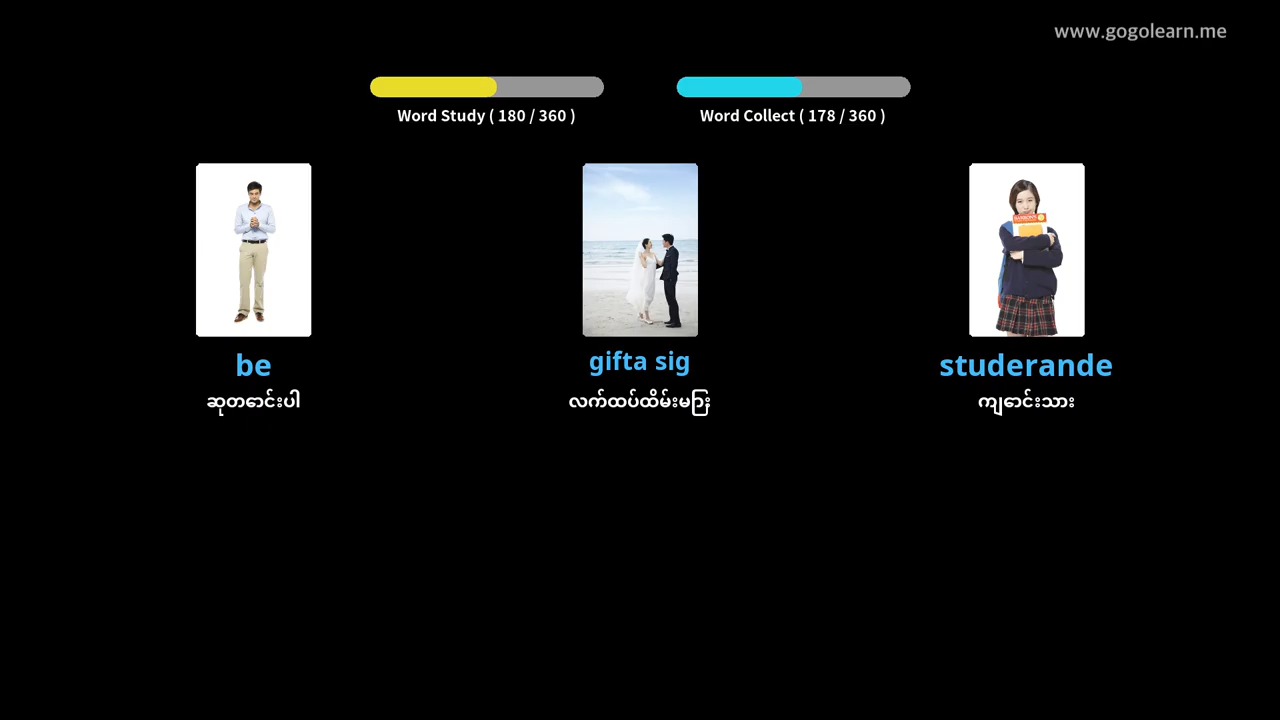 www.gogolearn.me
Word Study ( 180 / 360 )
Word Collect ( 178 / 360 )
be
gifta sig
studerande
ဆုတောင်းပါ
လက်ထပ်ထိမ်းမြား
ကျောင်းသား